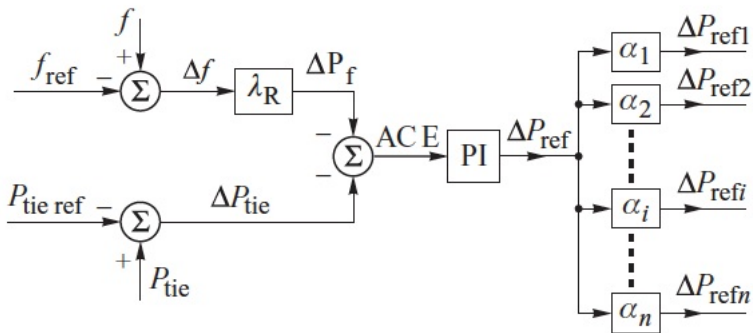 f
f_ref
−
+
Σ
Δf
λ_R
ΔP_f
−
−
Σ
ACE
PI
ΔP_ref
P_tie ref
−
+
Σ
ΔP_tie
P_tie
α_1
ΔP_ref1
α_2
ΔP_ref2
α_i
ΔP_refi
α_n
ΔP_refn